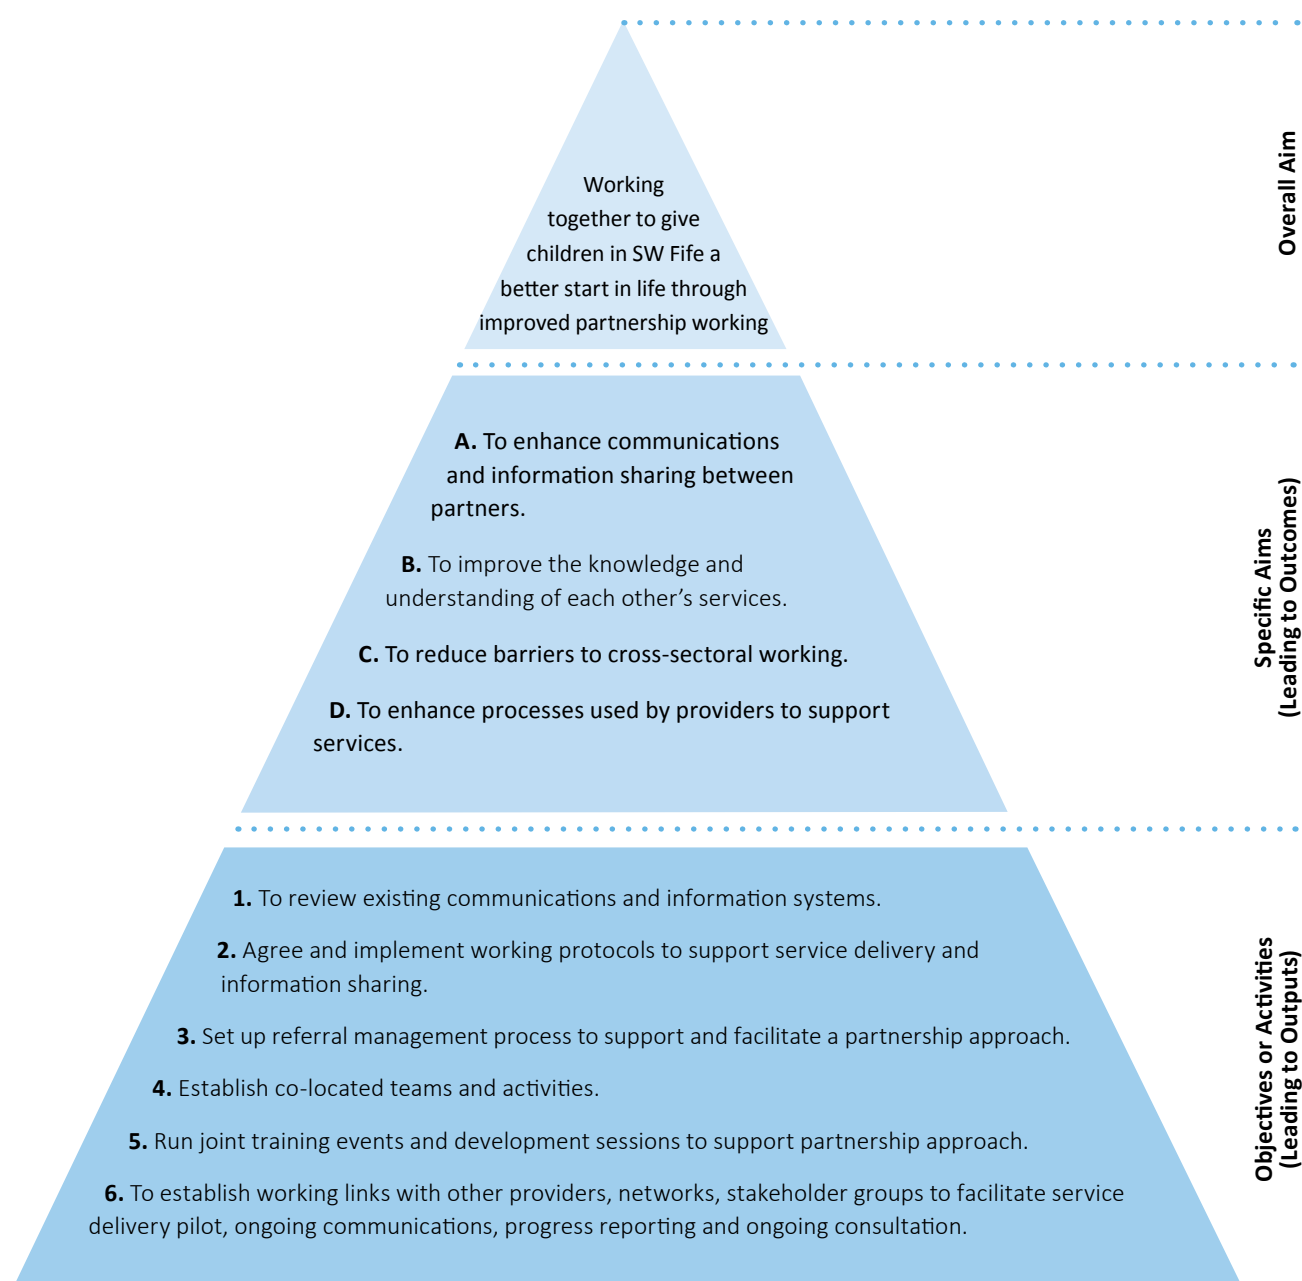 Working
together to give
children in SW Fife a
better start in life through
improved partnership working
Overall Aim
A. To enhance communications
and information sharing between
partners.
B. To improve the knowledge and
understanding of each other’s services.
C. To reduce barriers to cross-sectoral working.
D. To enhance processes used by providers to support
services.
Specific Aims
(Leading to Outcomes)
1. To review existing communications and information systems.
2. Agree and implement working protocols to support service delivery and
information sharing.
3. Set up referral management process to support and facilitate a partnership approach.
4. Establish co-located teams and activities.
5. Run joint training events and development sessions to support partnership approach.
6. To establish working links with other providers, networks, stakeholder groups to facilitate service
delivery pilot, ongoing communications, progress reporting and ongoing consultation.
Objectives or Activities
(Leading to Outputs)